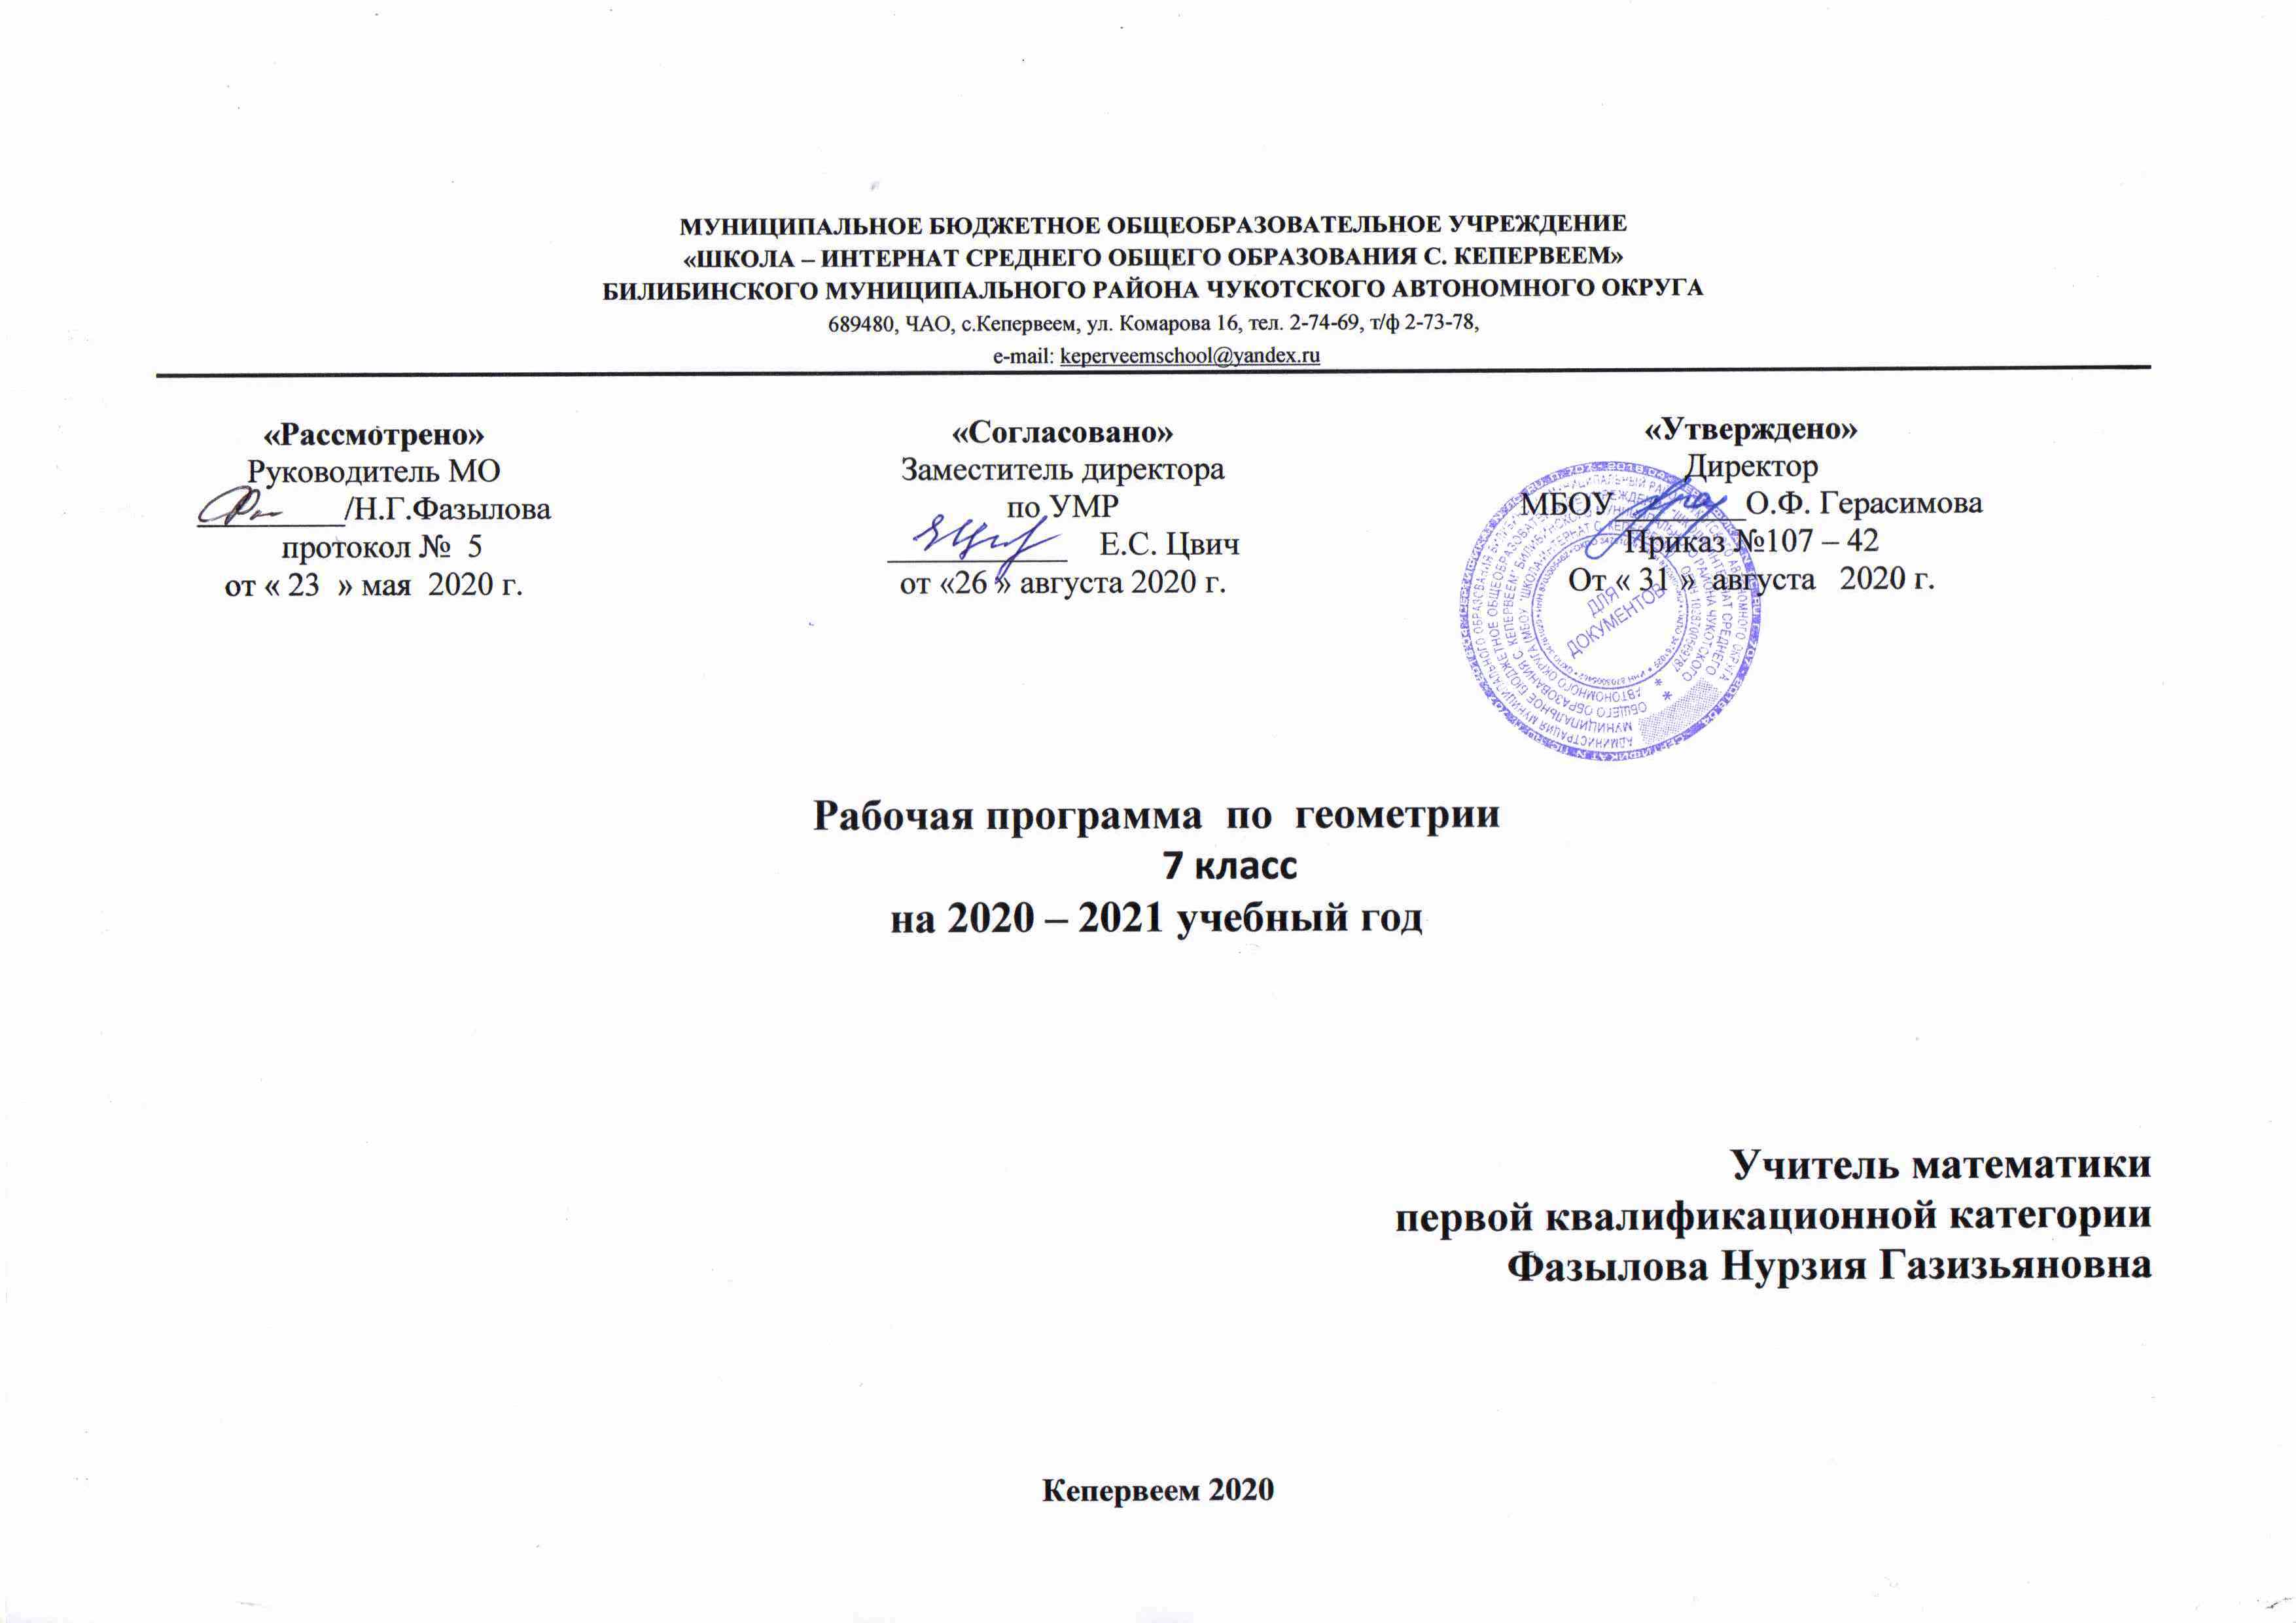 МУНИЦИПАЛЬНОЕ БЮДЖЕТНОЕ ОБЩЕОБРАЗОВАТЕЛЬНОЕ УЧРЕЖДЕНИЕ
«ШКОЛА – ИНТЕРНАТ СРЕДНЕГО ОБЩЕГО ОБРАЗОВАНИЯ С. КЕПЕРВЕЕМ»
БИЛИБИНСКОГО МУНИЦИПАЛЬНОГО РАЙОНА ЧУКОТСКОГО АВТОНОМНОГО ОКРУГА
689480, ЧАО, с.Кепервеем, ул. Комарова 16, тел. 2-74-69, т/ф 2-73-78,
e-mail: keperveemschool@yandex.ru
«Рассмотрено»
Руководитель МО
/Н.Г.Фазылова
протокол № 5
от « 23 » мая 2020 г.
«Согласовано»
Заместитель директора
по УМР
Е.С. Цвич
от «26 » августа 2020 г.
«Утверждено»
Директор
МБОУ О.Ф. Герасимова
Приказ №107 – 42
От « 31 » августа 2020 г.
ДЛЯ
ДОКУМЕНТОВ
Рабочая программа по геометрии
7 класс
на 2020 – 2021 учебный год
Учитель математики
первой квалификационной категории
Фазылова Нурзия Газизьяновна
Кепервеем 2020